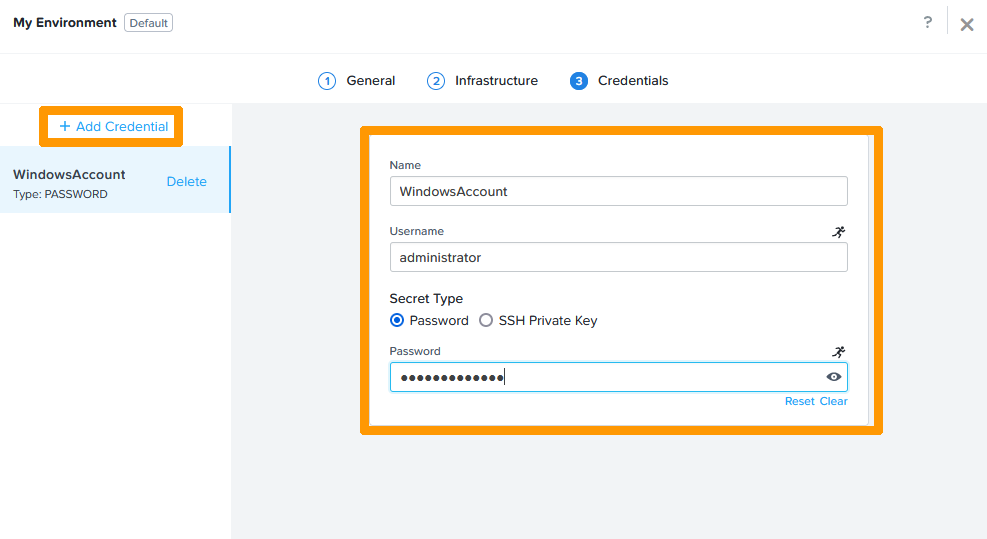 My Environment Default ?
1 General 2 Infrastructure 3 Credentials
+ Add Credential
WindowsAccount
Delete
Type: PASSWORD
Name
WindowsAccount
Username
administrator
Secret Type
Password SSH Private Key
Password
●●●●●●●●●●●●●
Reset Clear